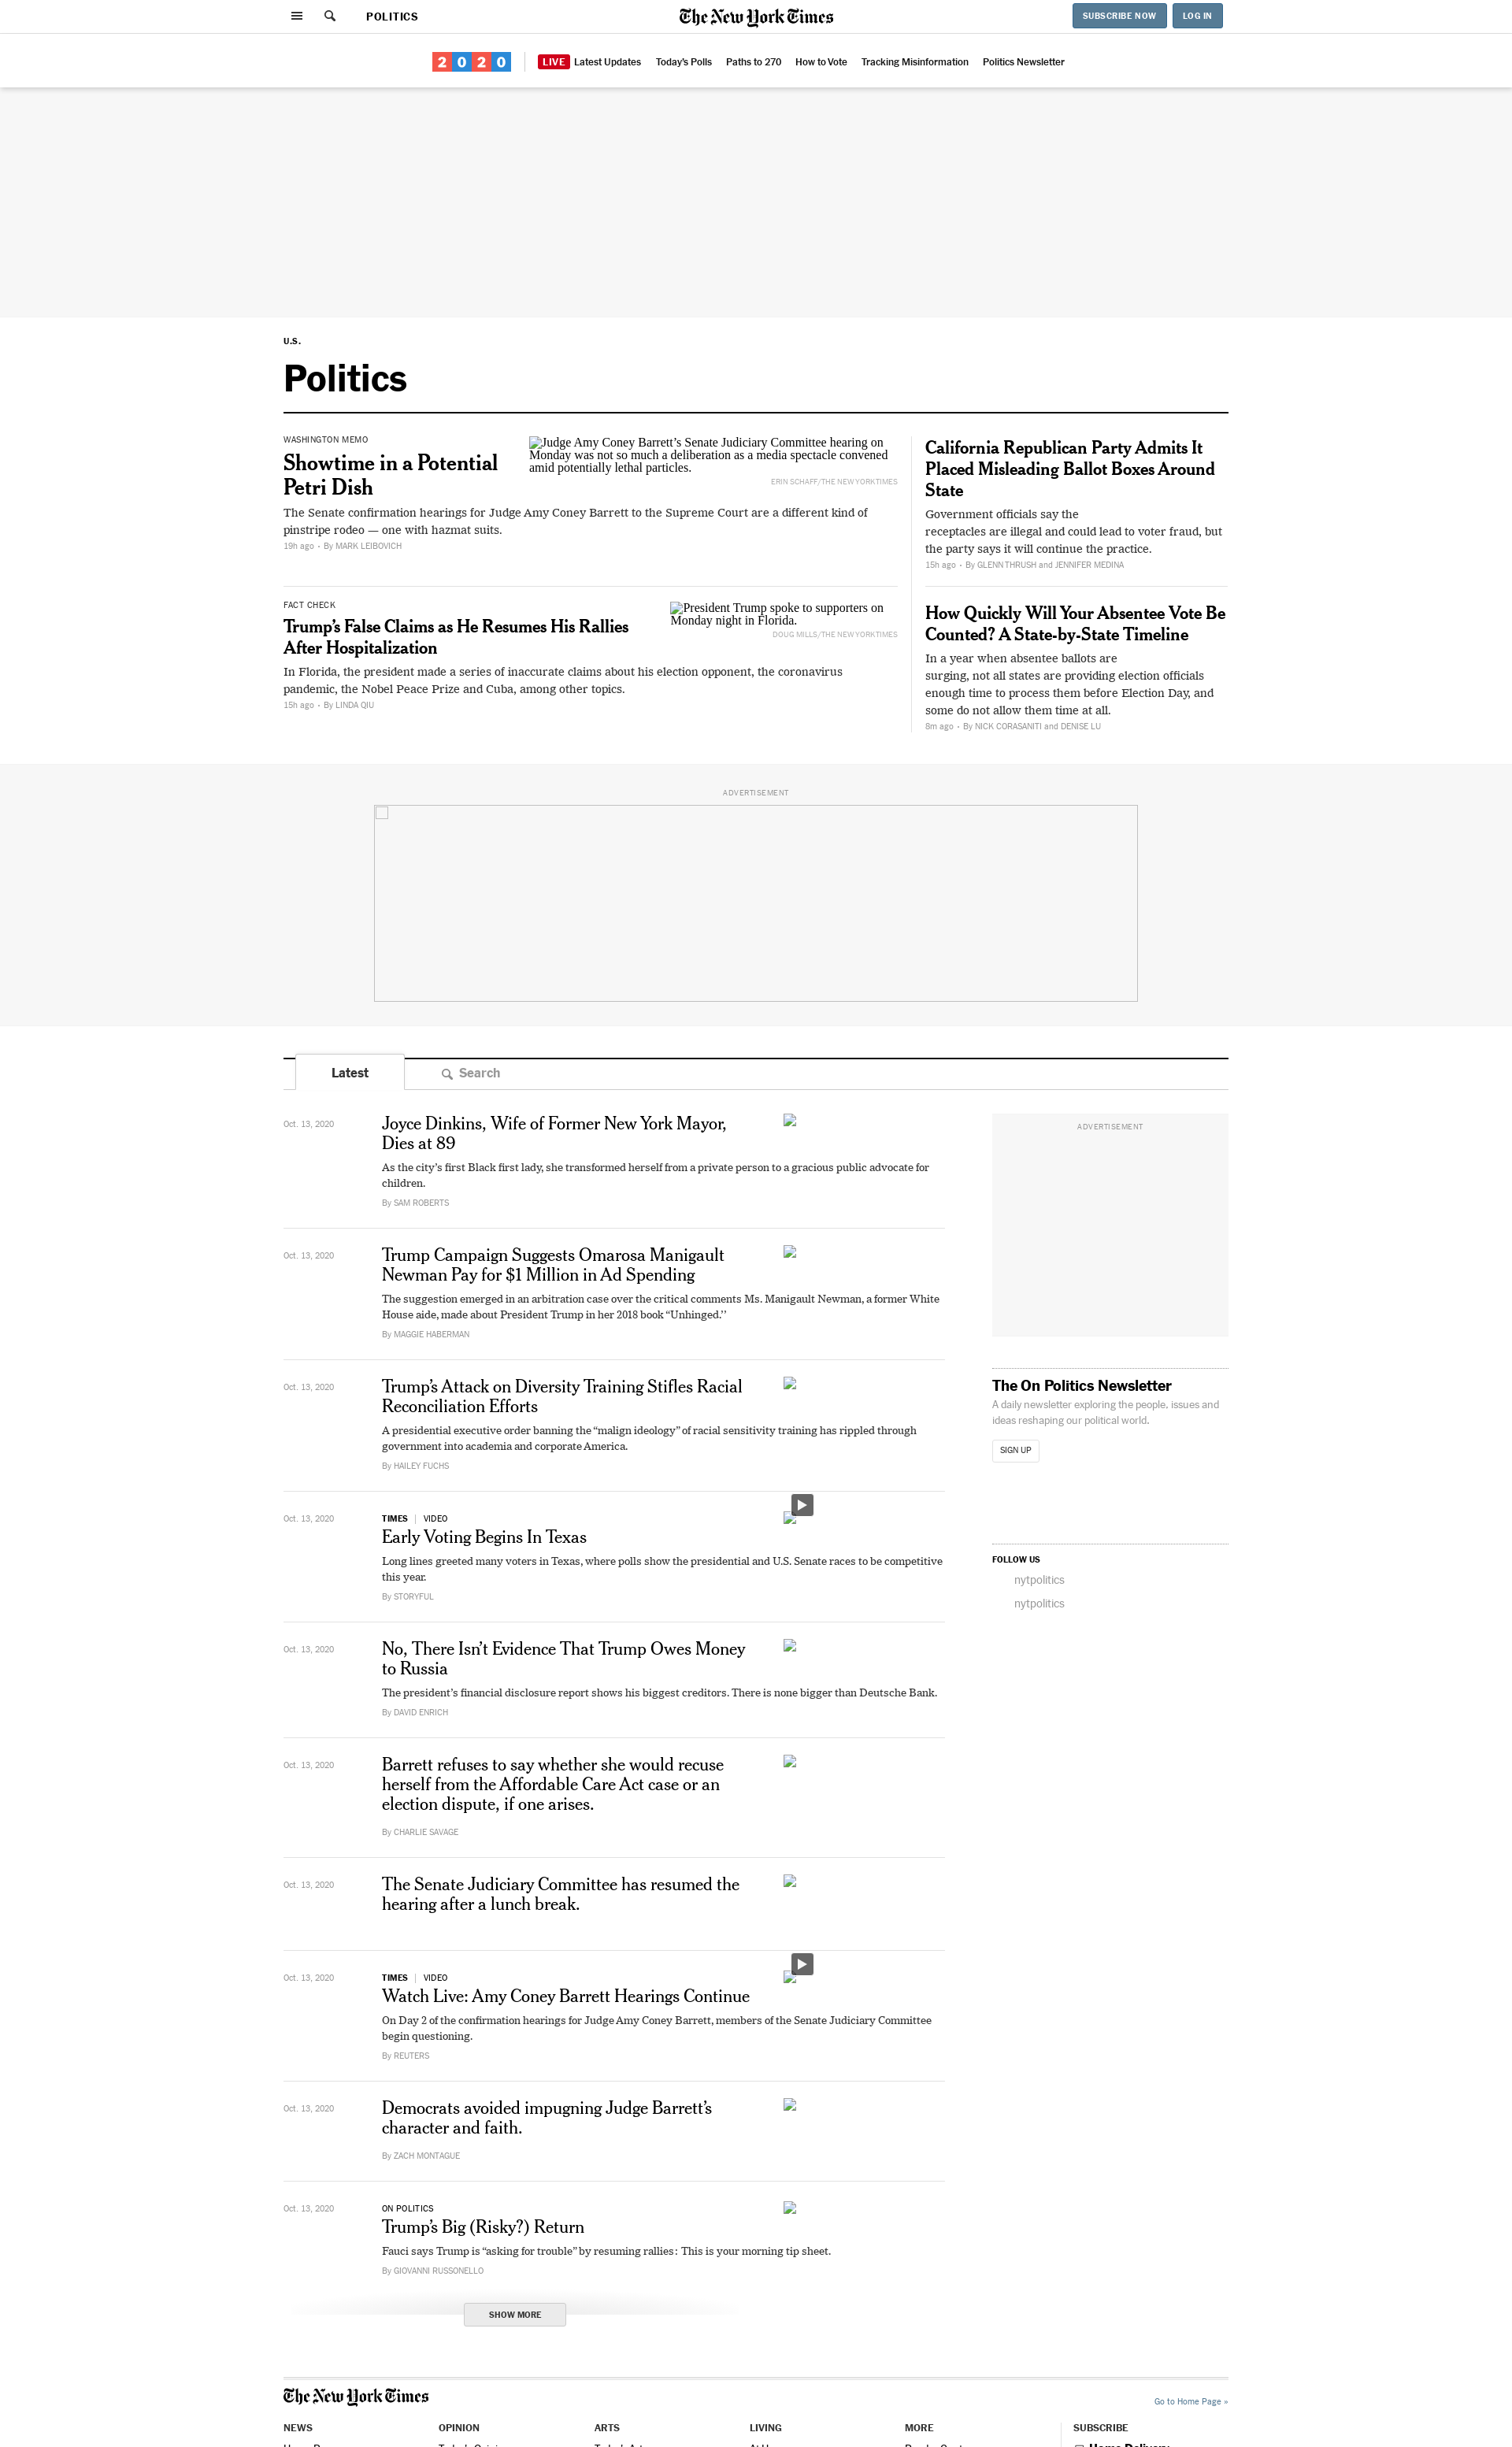 POLITICS
The New York Times
SUBSCRIBE NOW
LOG IN
2020
LIVE Latest Updates
Today's Polls
Paths to 270
How to Vote
Tracking Misinformation
Politics Newsletter
U.S.
Politics
WASHINGTON MEMO
Showtime in a Potential
Petri Dish
Judge Amy Coney Barrett’s Senate Judiciary Committee hearing on
Monday was not so much a deliberation as a media spectacle convened
amid potentially lethal particles.
ERIN SCHAFF/THE NEW YORK TIMES
The Senate confirmation hearings for Judge Amy Coney Barrett to the Supreme Court are a different kind of
pinstripe rodeo — one with hazmat suits.
19h ago • By MARK LEIBOVICH
FACT CHECK
Trump’s False Claims as He Resumes His Rallies
After Hospitalization
President Trump spoke to supporters on
Monday night in Florida.
DOUG MILLS/THE NEW YORK TIMES
In Florida, the president made a series of inaccurate claims about his election opponent, the coronavirus
pandemic, the Nobel Peace Prize and Cuba, among other topics.
15h ago • By LINDA QIU
California Republican Party Admits It
Placed Misleading Ballot Boxes Around
State
Government officials say the
receptacles are illegal and could lead to voter fraud, but
the party says it will continue the practice.
15h ago • By GLENN THRUSH and JENNIFER MEDINA
How Quickly Will Your Absentee Vote Be
Counted? A State-by-State Timeline
In a year when absentee ballots are
surging, not all states are providing election officials
enough time to process them before Election Day, and
some do not allow them time at all.
8m ago • By NICK CORASANITI and DENISE LU
ADVERTISEMENT
Latest
Search
Oct. 13, 2020
Joyce Dinkins, Wife of Former New York Mayor,
Dies at 89
As the city’s first Black first lady, she transformed herself from a private person to a gracious public advocate for
children.
By SAM ROBERTS
Oct. 13, 2020
Trump Campaign Suggests Omarosa Manigault
Newman Pay for $1 Million in Ad Spending
The suggestion emerged in an arbitration case over the critical comments Ms. Manigault Newman, a former White
House aide, made about President Trump in her 2018 book “Unhinged.’’
By MAGGIE HABERMAN
Oct. 13, 2020
Trump’s Attack on Diversity Training Stifles Racial
Reconciliation Efforts
A presidential executive order banning the “malign ideology” of racial sensitivity training has rippled through
government into academia and corporate America.
By HAILEY FUCHS
Oct. 13, 2020
TIMES | VIDEO
Early Voting Begins In Texas
Long lines greeted many voters in Texas, where polls show the presidential and U.S. Senate races to be competitive
this year.
By STORYFUL
Oct. 13, 2020
No, There Isn’t Evidence That Trump Owes Money
to Russia
The president’s financial disclosure report shows his biggest creditors. There is none bigger than Deutsche Bank.
By DAVID ENRICH
Oct. 13, 2020
Barrett refuses to say whether she would recuse
herself from the Affordable Care Act case or an
election dispute, if one arises.
By CHARLIE SAVAGE
Oct. 13, 2020
The Senate Judiciary Committee has resumed the
hearing after a lunch break.
Oct. 13, 2020
TIMES | VIDEO
Watch Live: Amy Coney Barrett Hearings Continue
On Day 2 of the confirmation hearings for Judge Amy Coney Barrett, members of the Senate Judiciary Committee
begin questioning.
By REUTERS
Oct. 13, 2020
Democrats avoided impugning Judge Barrett’s
character and faith.
By ZACH MONTAGUE
Oct. 13, 2020
ON POLITICS
Trump’s Big (Risky?) Return
Fauci says Trump is “asking for trouble” by resuming rallies: This is your morning tip sheet.
By GIOVANNI RUSSONELLO
SHOW MORE
ADVERTISEMENT
The On Politics Newsletter
A daily newsletter exploring the people, issues and
ideas reshaping our political world.
SIGN UP
FOLLOW US
nytpolitics
nytpolitics
The New York Times
Go to Home Page »
NEWS
OPINION
ARTS
LIVING
MORE
SUBSCRIBE